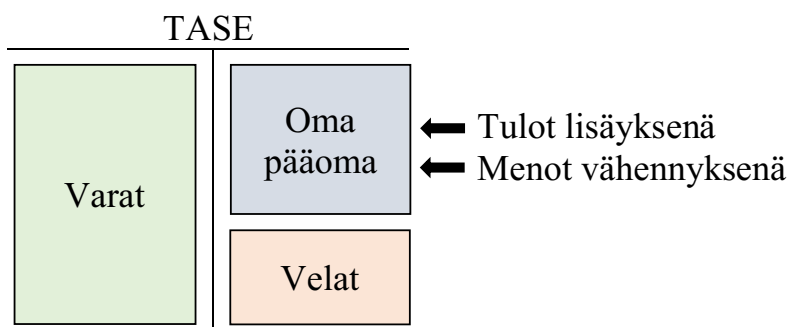 TASE
Varat
Oma
pääoma
Velat
Tulot lisäyksenä
Menot vähennyksenä